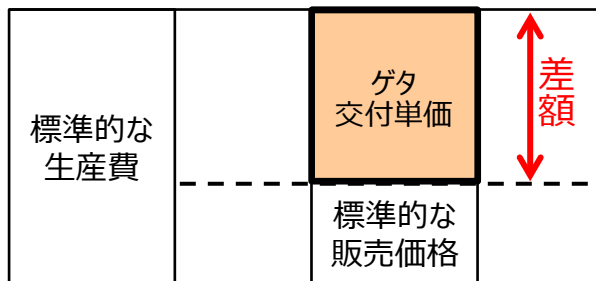 標準的な
生産費
ゲタ
交付単価
標準的な
販売価格
差額